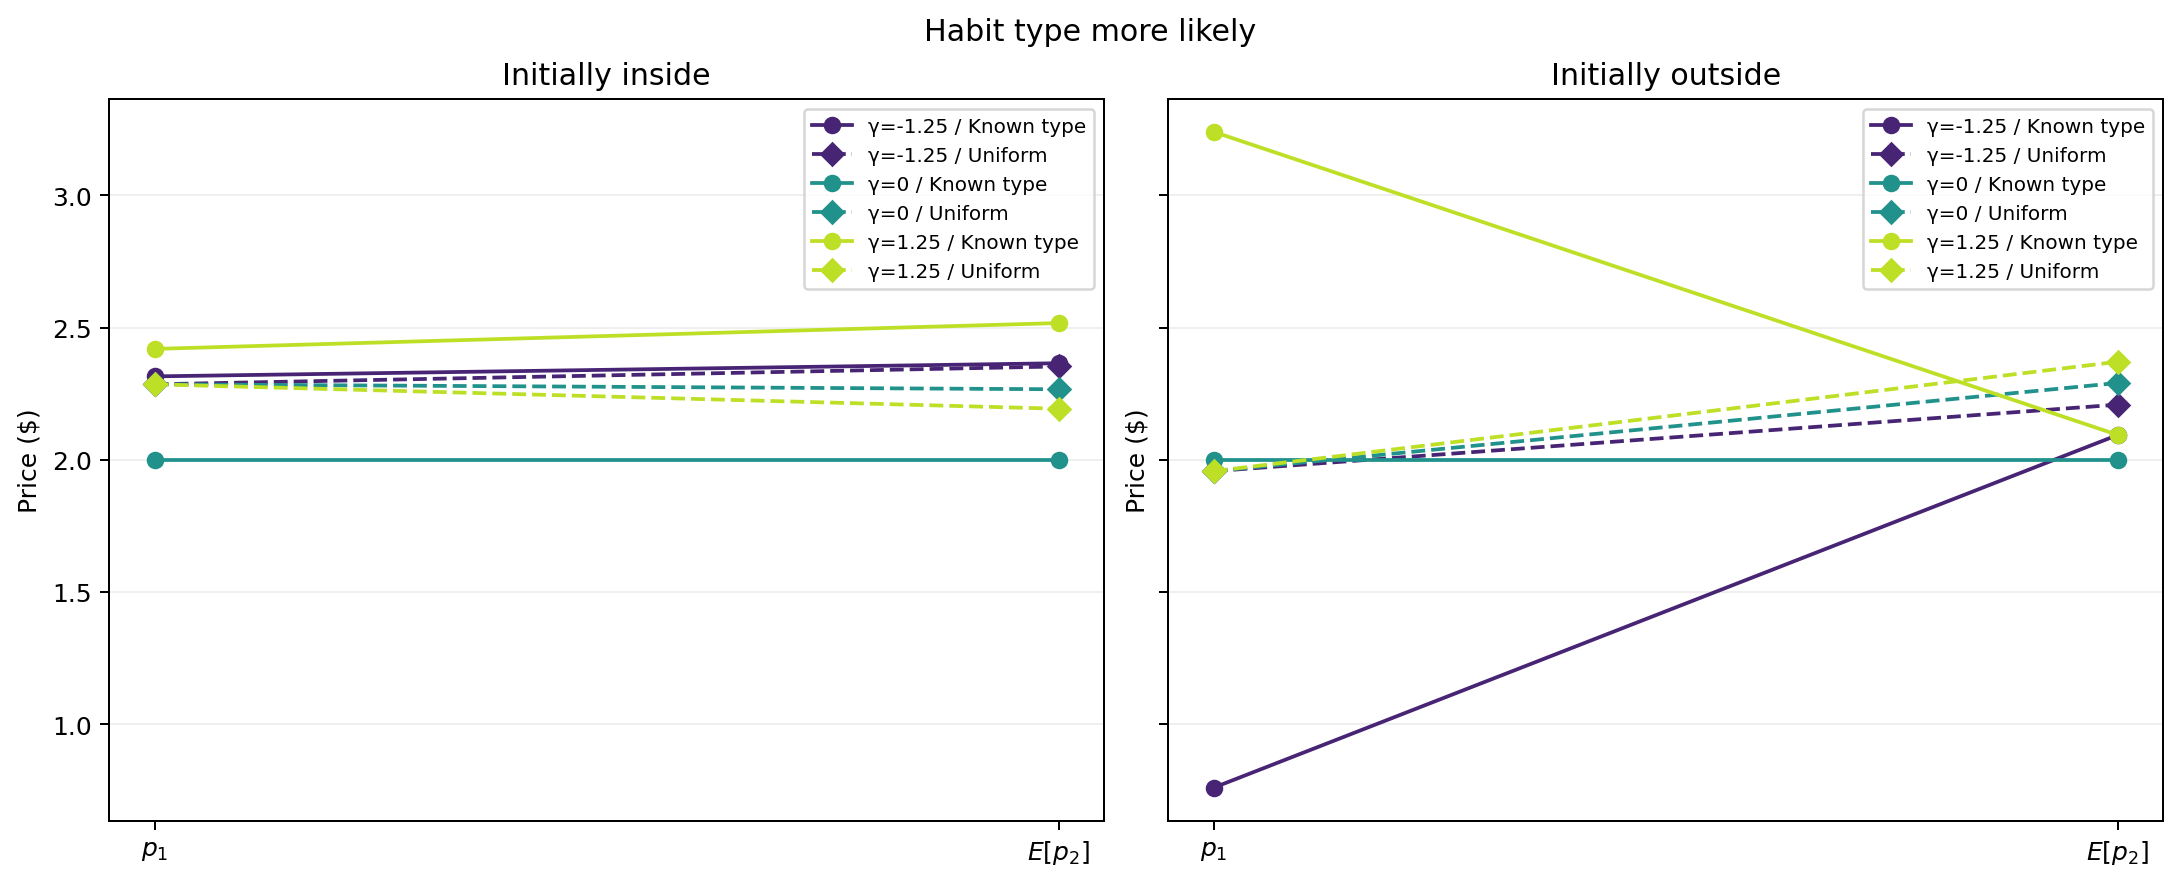 Habit type more likely
Initially inside
γ=-1.25 / Known type
γ=-1.25 / Uniform
γ=0 / Known type
γ=0 / Uniform
γ=1.25 / Known type
γ=1.25 / Uniform
Price ($)
3.0
2.5
2.0
1.5
1.0
p₁
E[p₂]
Initially outside
γ=-1.25 / Known type
γ=-1.25 / Uniform
γ=0 / Known type
γ=0 / Uniform
γ=1.25 / Known type
γ=1.25 / Uniform
Price ($)
p₁
E[p₂]